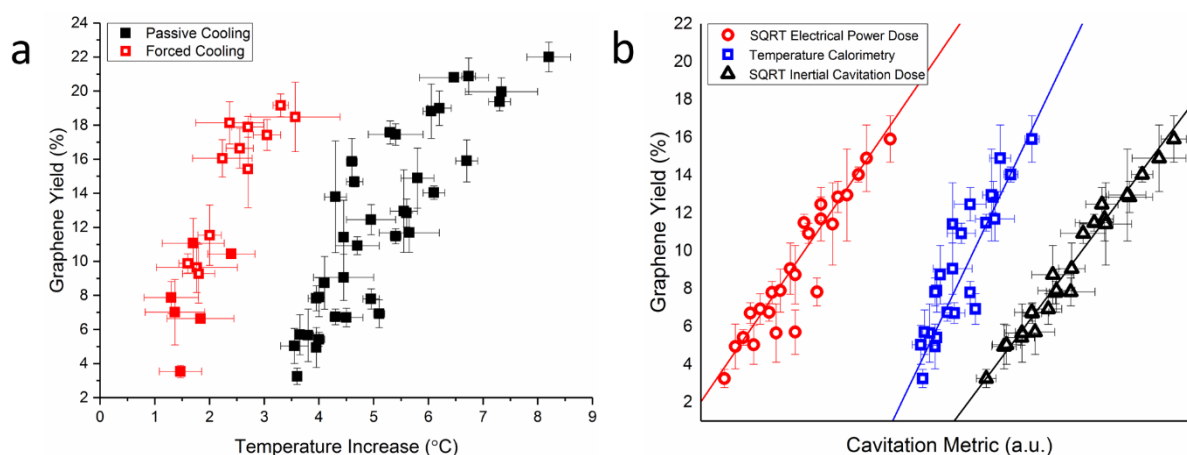 a
Passive Cooling
Forced Cooling
Graphene Yield (%)
24
22
20
18
16
14
12
10
8
6
4
2
0 1 2 3 4 5 6 7 8 9
Temperature Increase (°C)
b
SQRT Electrical Power Dose
Temperature Calorimetry
SQRT Inertial Cavitation Dose
Graphene Yield (%)
22
20
18
16
14
12
10
8
6
4
2
Cavitation Metric (a.u.)